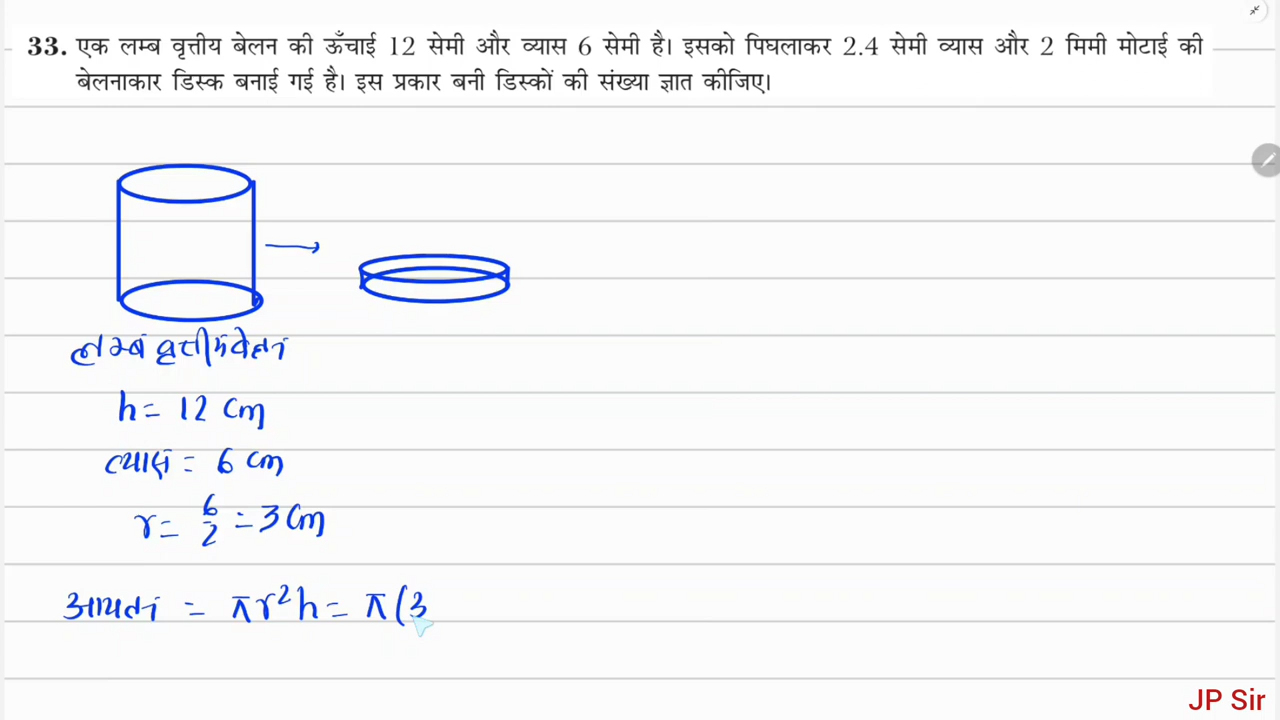 33. एक लम्ब वृत्तीय बेलन की ऊँचाई 12 सेमी और व्यास 6 सेमी है। इसको पिघलाकर 2.4 सेमी व्यास और 2 मिमी मोटाई की
बेलनाकार डिस्क बनाई गई है। इस प्रकार बनी डिस्कों की संख्या ज्ञात कीजिए।
लम्ब वृत्तीय बेलन
h = 12 cm
व्यास = 6 cm
r = 6/2 = 3 cm
आयतन = πr²h = π(3
JP Sir